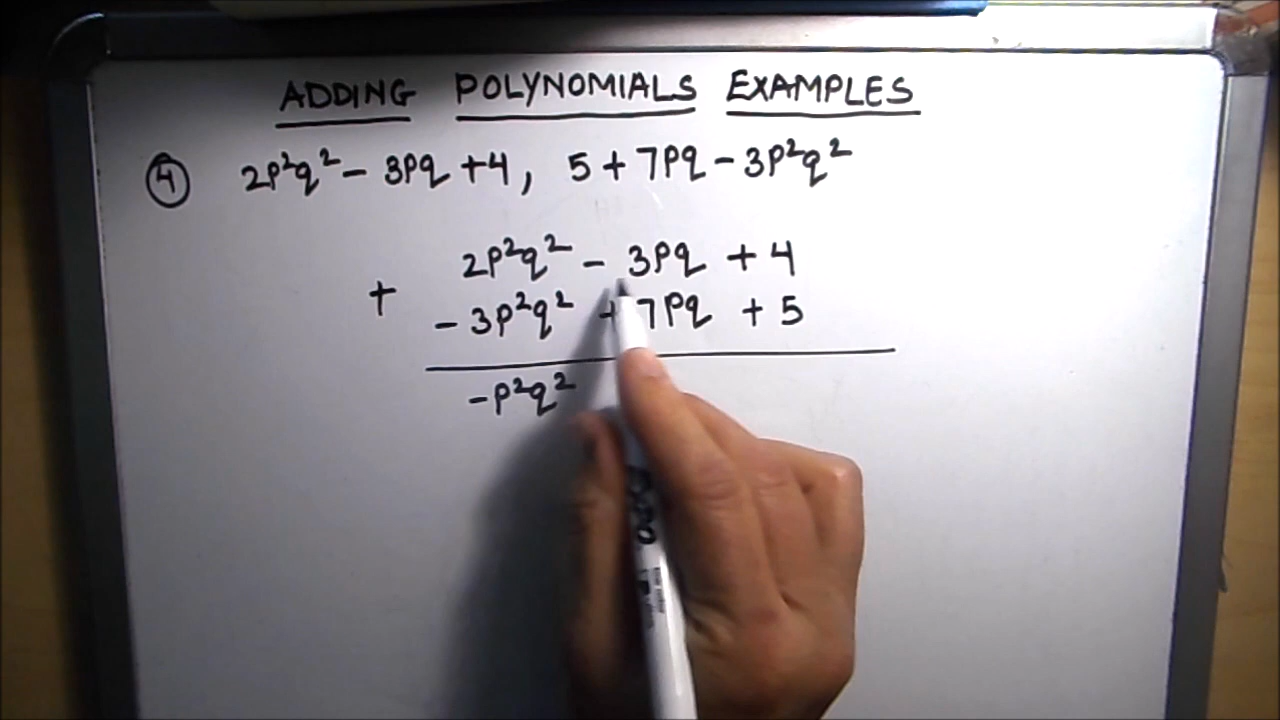 ADDING POLYNOMIALS EXAMPLES
4 2p²q² - 3pq + 4, 5 + 7pq - 3p²q²
2p²q² - 3pq + 4
+ - 3p²q² + 7pq + 5
-p²q²